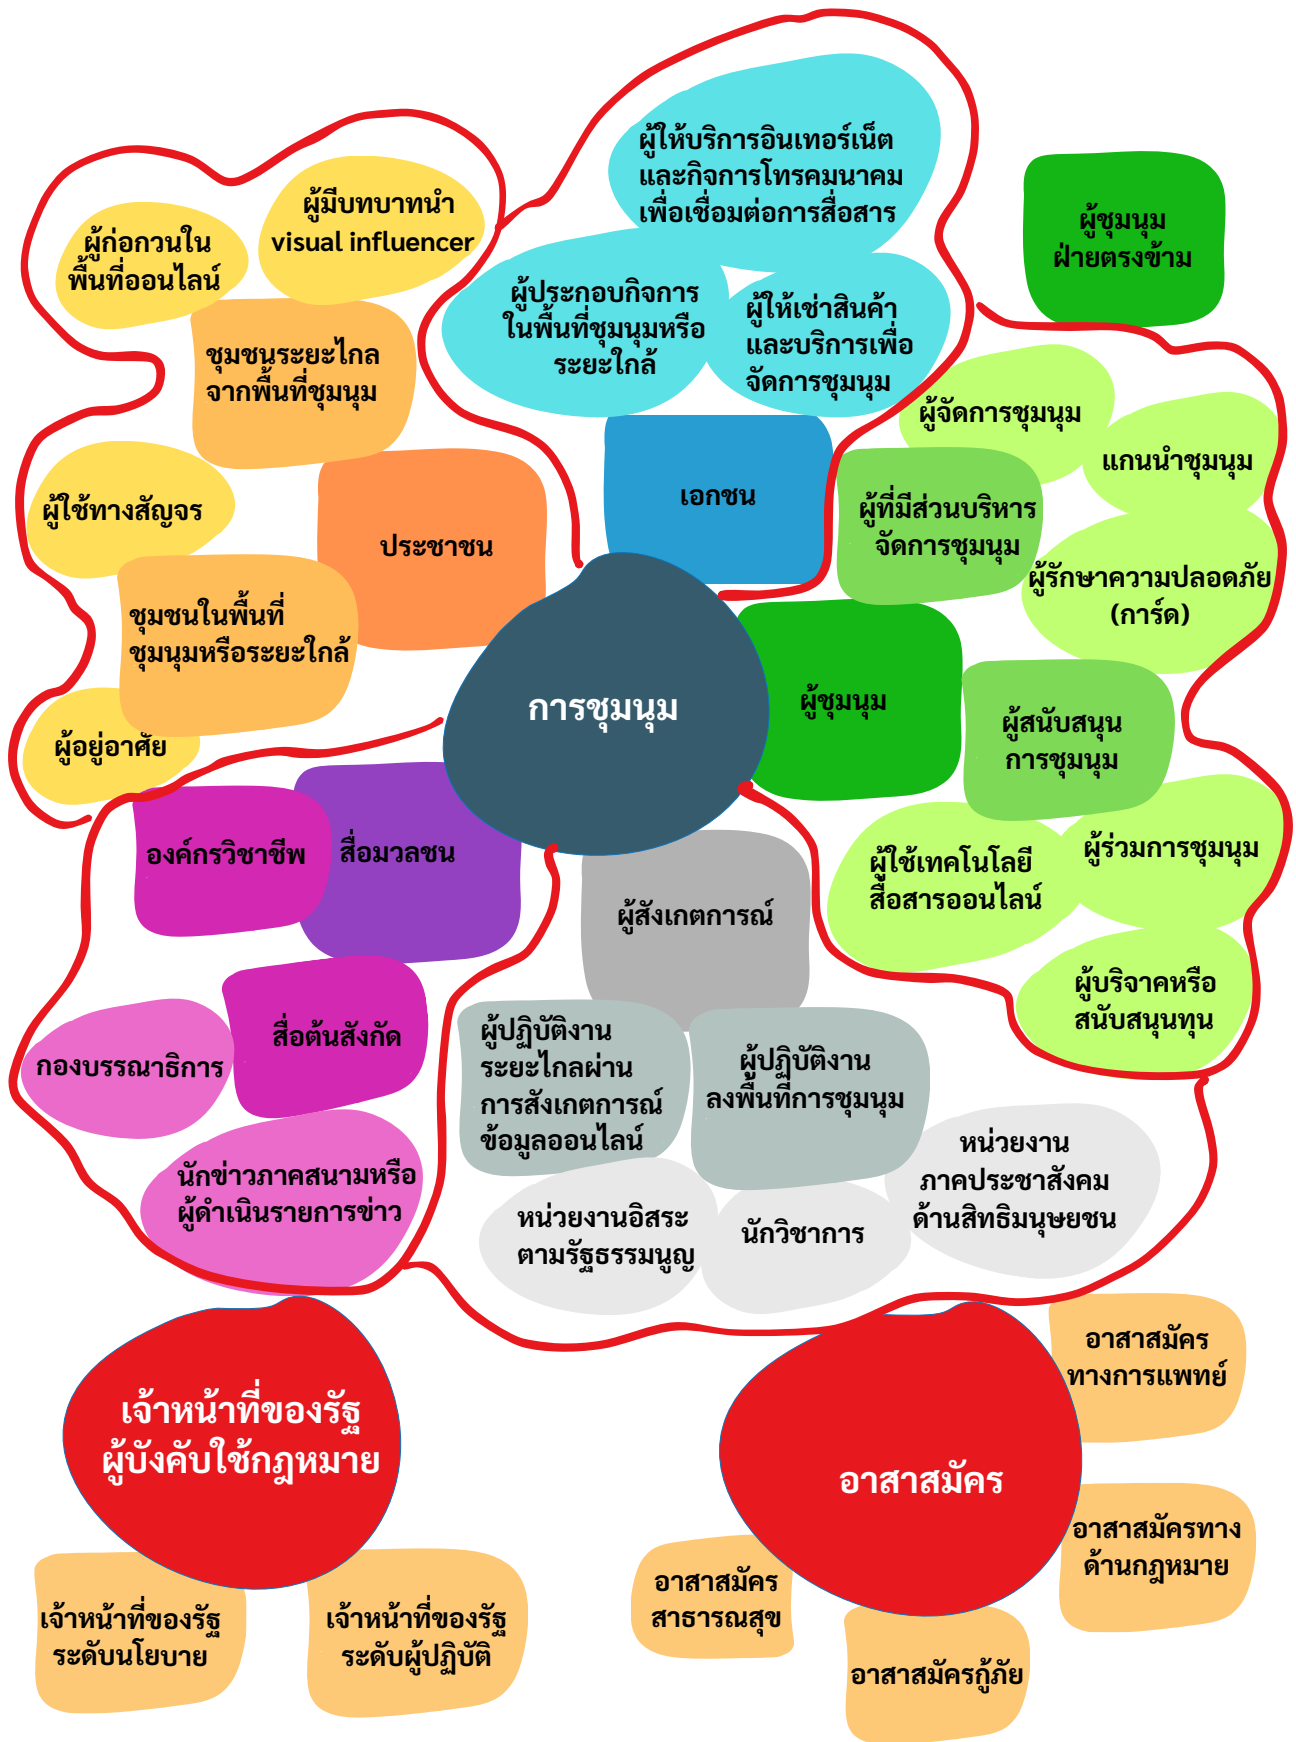 ผู้ให้บริการอินเทอร์เน็ต
และกิจการโทรคมนาคม
เพื่อเชื่อมต่อการสื่อสาร
ผู้มีบทบาทนำ
visual influencer
ผู้ก่อกวนใน
พื้นที่ออนไลน์
ผู้ชุมนุม
ฝ่ายตรงข้าม
ผู้ประกอบกิจการ
ในพื้นที่ชุมนุมหรือ
ระยะใกล้
ผู้ให้เช่าสินค้า
และบริการเพื่อ
จัดการชุมนุม
ชุมชนระยะไกล
จากพื้นที่ชุมนุม
ผู้จัดการชุมนุม
แกนนำชุมนุม
ผู้ใช้ทางสัญจร
ประชาชน
เอกชน
ผู้ที่มีส่วนบริหาร
จัดการชุมนุม
ผู้รักษาความปลอดภัย
(การ์ด)
ชุมชนในพื้นที่
ชุมนุมหรือระยะใกล้
การชุมนุม
ผู้ชุมนุม
ผู้สนับสนุน
การชุมนุม
ผู้อยู่อาศัย
องค์กรวิชาชีพ
สื่อมวลชน
ผู้สังเกตการณ์
ผู้ใช้เทคโนโลยี
สื่อสารออนไลน์
ผู้ร่วมการชุมนุม
ผู้บริจาคหรือ
สนับสนุนทุน
กองบรรณาธิการ
สื่อต้นสังกัด
ผู้ปฏิบัติงาน
ระยะไกลผ่าน
การสังเกตการณ์
ข้อมูลออนไลน์
ผู้ปฏิบัติงาน
ลงพื้นที่การชุมนุม
นักข่าวภาคสนามหรือ
ผู้ดำเนินรายการข่าว
หน่วยงานอิสระ
ตามรัฐธรรมนูญ
นักวิชาการ
หน่วยงาน
ภาคประชาสังคม
ด้านสิทธิมนุษยชน
เจ้าหน้าที่ของรัฐ
ผู้บังคับใช้กฎหมาย
อาสาสมัคร
อาสาสมัคร
ทางการแพทย์
อาสาสมัครทาง
ด้านกฎหมาย
อาสาสมัคร
สาธารณสุข
อาสาสมัครกู้ภัย
เจ้าหน้าที่ของรัฐ
ระดับนโยบาย
เจ้าหน้าที่ของรัฐ
ระดับผู้ปฏิบัติ